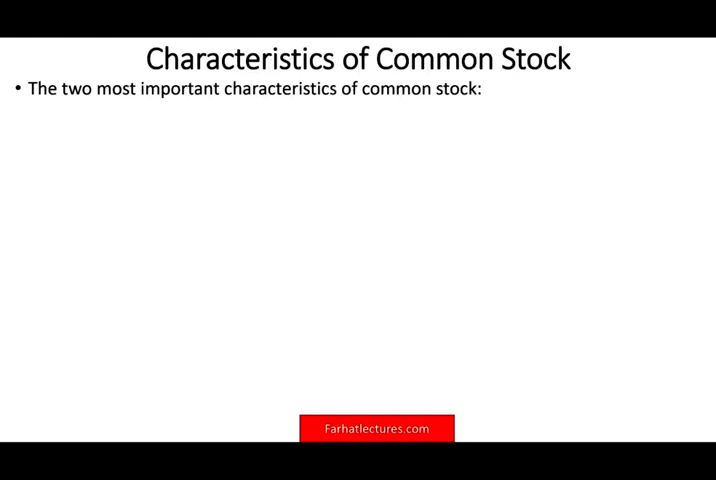 Characteristics of Common Stock
• The two most important characteristics of common stock:
Farhatlectures.com